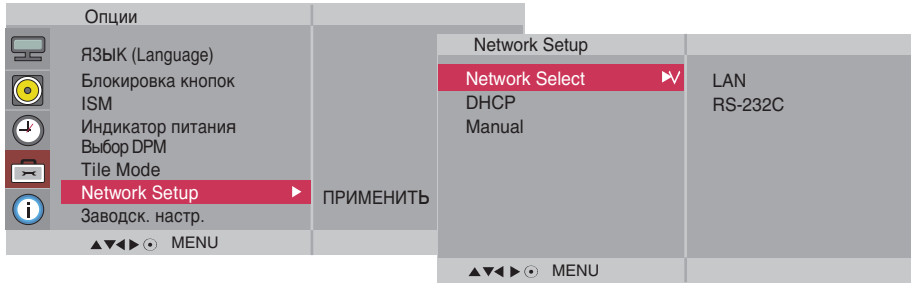 Опции
ЯЗЫК (Language)
Блокировка кнопок
ISM
Индикатор питания
Выбор DPM
Tile Mode
Network Setup ▶ ПРИМЕНИТЬ
Заводск. настр.
▲▼◀▶⊙ MENU
Network Setup
Network Select LAN
DHCP RS-232C
Manual
▲▼◀▶⊙ MENU